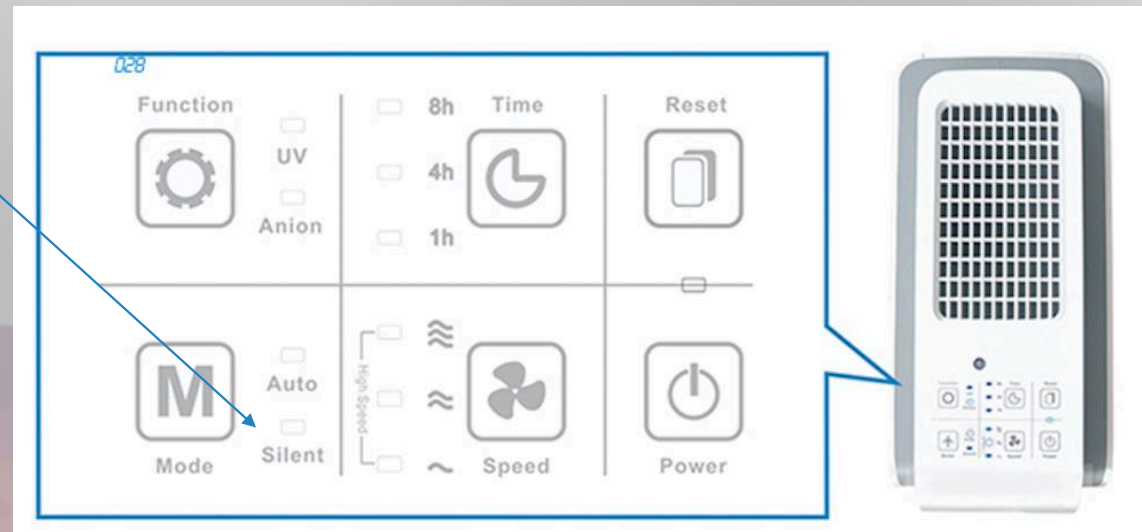 028
Function
UV
Anion
8h
4h
1h
Time
Reset
M
Mode
Auto
Silent
High Speed
Speed
Power